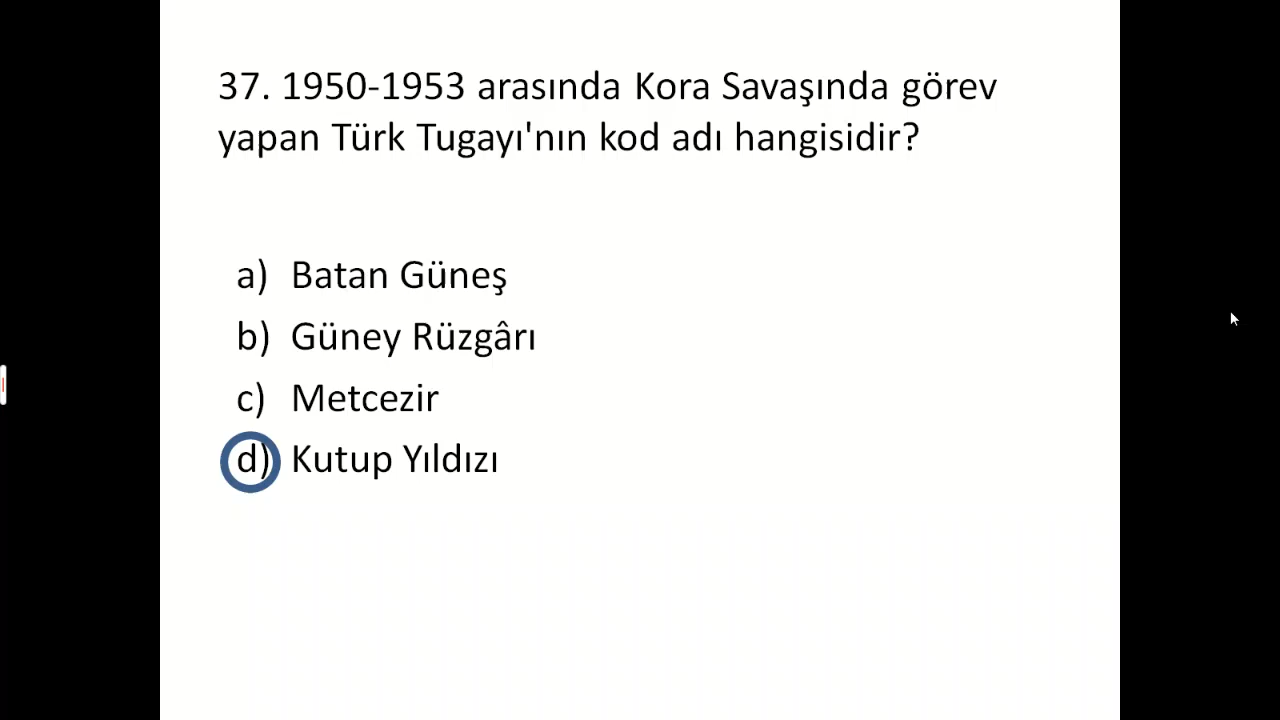 37. 1950-1953 arasında Kora Savaşında görev
yapan Türk Tugayı'nın kod adı hangisidir?
a) Batan Güneş
b) Güney Rüzgârı
c) Metcezir
d) Kutup Yıldızı